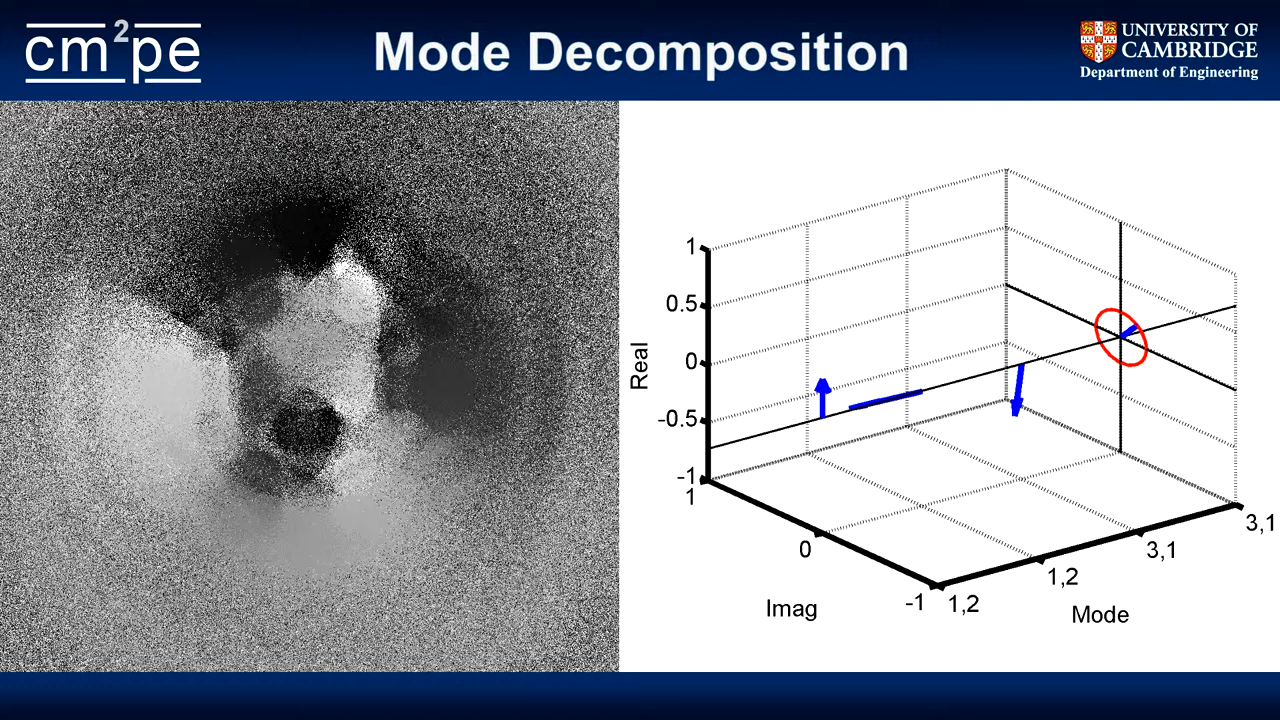 cm²pe
Mode Decomposition
UNIVERSITY OF
CAMBRIDGE
Department of Engineering
1
0.5
0
-0.5
-1
Real
1
0
-1
Imag
1,2
1,2
3,1
3,1
Mode